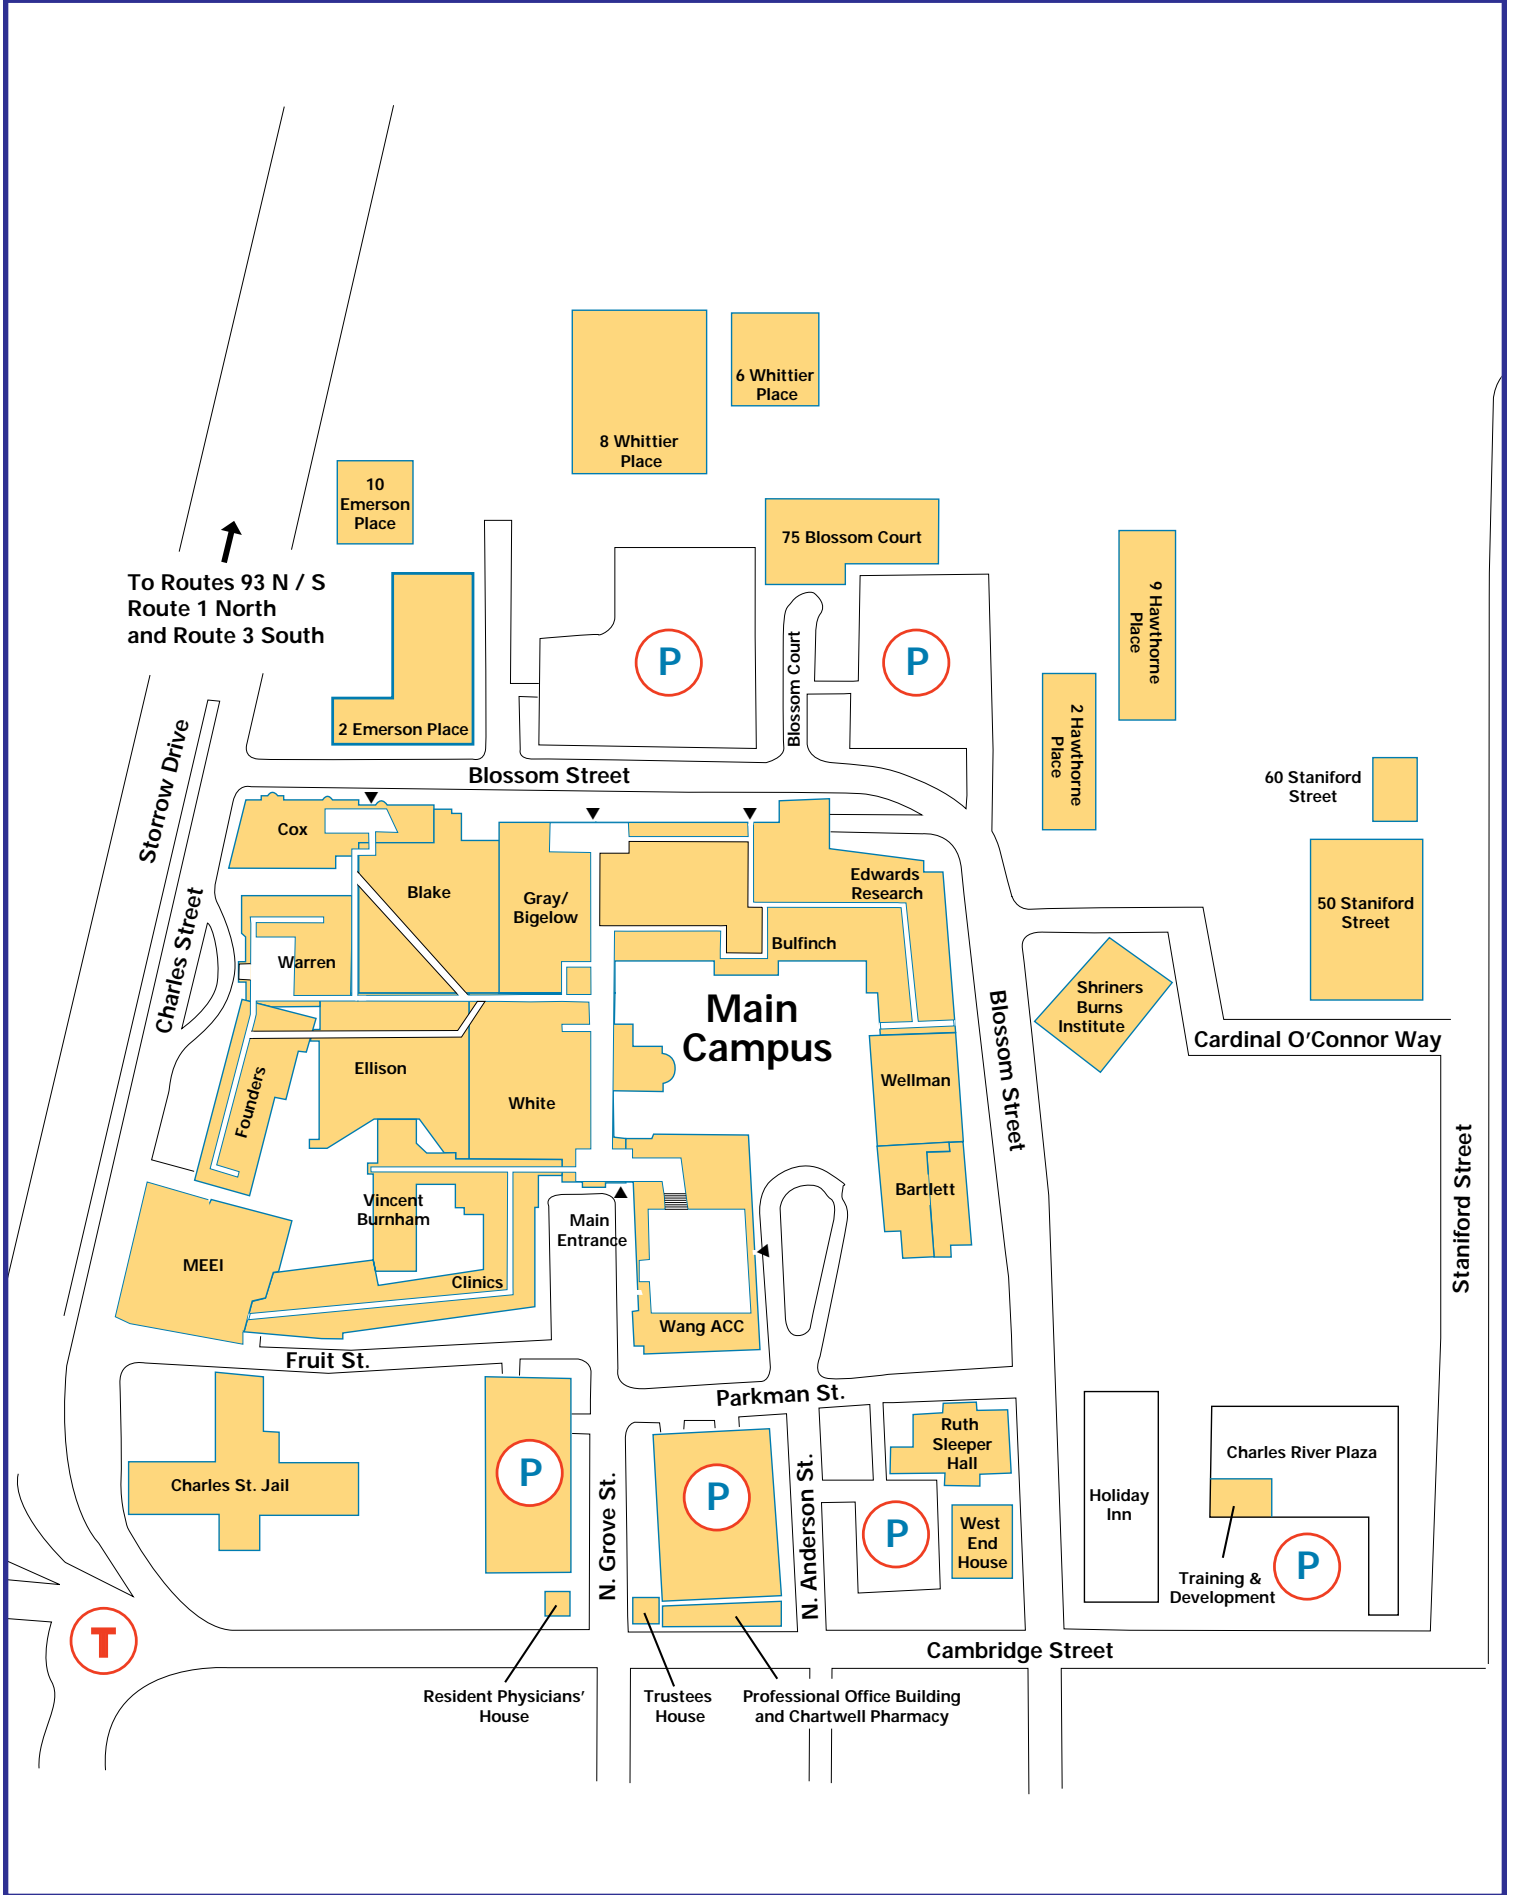 6 Whittier
Place
8 Whittier
Place
10
Emerson
Place
75 Blossom Court
To Routes 93 N / S
Route 1 North
and Route 3 South
9 Hawthorne
Place
P
P
Blossom Court
2 Hawthorne
Place
2 Emerson Place
Storrow Drive
Blossom Street
60 Staniford
Street
Cox
Blake
Gray/
Bigelow
Edwards
Research
50 Staniford
Street
Charles Street
Bulfinch
Warren
Shriners
Burns
Institute
Main
Campus
Blossom Street
Cardinal O'Connor Way
Ellison
White
Founders
Wellman
Staniford Street
Vincent
Burnham
Bartlett
Main
Entrance
MEEI
Clinics
Wang ACC
Fruit St.
Parkman St.
Ruth
Sleeper
Hall
Charles River Plaza
Charles St. Jail
P
P
N. Grove St.
N. Anderson St.
Holiday
Inn
P
West
End
House
P
Training &
Development
T
Cambridge Street
Resident Physicians'
House
Trustees
House
Professional Office Building
and Chartwell Pharmacy